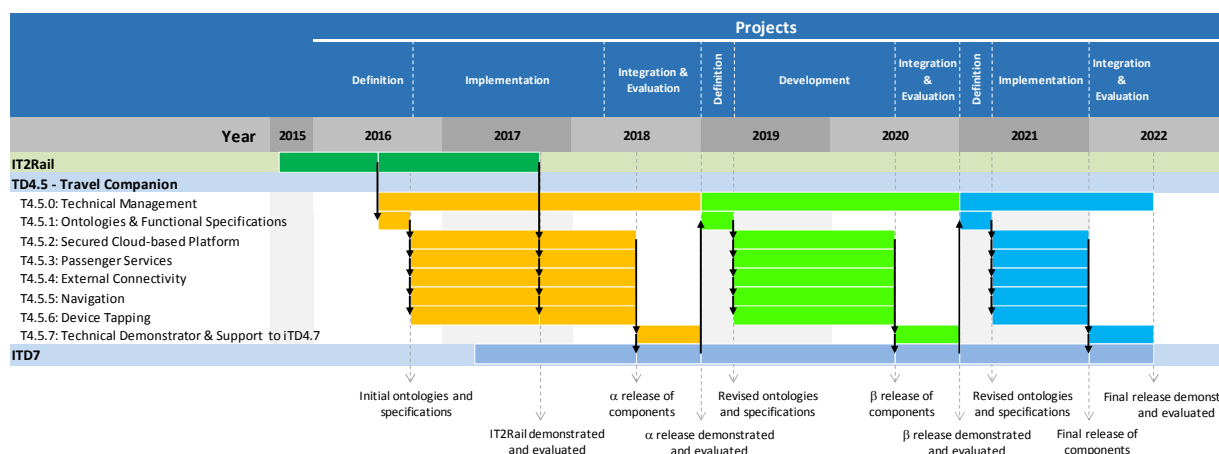 Projects
Definition
Implementation
Integration &
Evaluation
Definition
Development
Integration
&
Evaluation
Definition
Implementation
Integration
&
Evaluation
Year 2015 2016 2017 2018 2019 2020 2021 2022
IT2Rail
TD4.5 - Travel Companion
T4.5.0: Technical Management
T4.5.1: Ontologies & Functional Specifications
T4.5.2: Secured Cloud-based Platform
T4.5.3: Passenger Services
T4.5.4: External Connectivity
T4.5.5: Navigation
T4.5.6: Device Tapping
T4.5.7: Technical Demonstrator & Support to iTD4.7
ITD7
Initial ontologies and
specifications
IT2Rail demonstrated
and evaluated
α release of
components
α release demonstrated
and evaluated
Revised ontologies
and specifications
β release of
components
β release demonstrated
and evaluated
Revised ontologies
and specifications
Final release of
components
Final release demonst
and evaluated